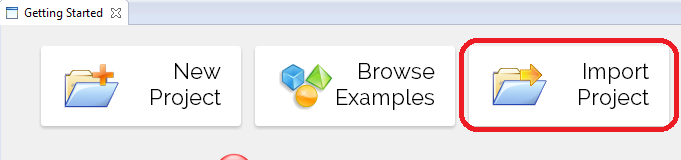 Getting Started
New
Project
Browse
Examples
Import
Project